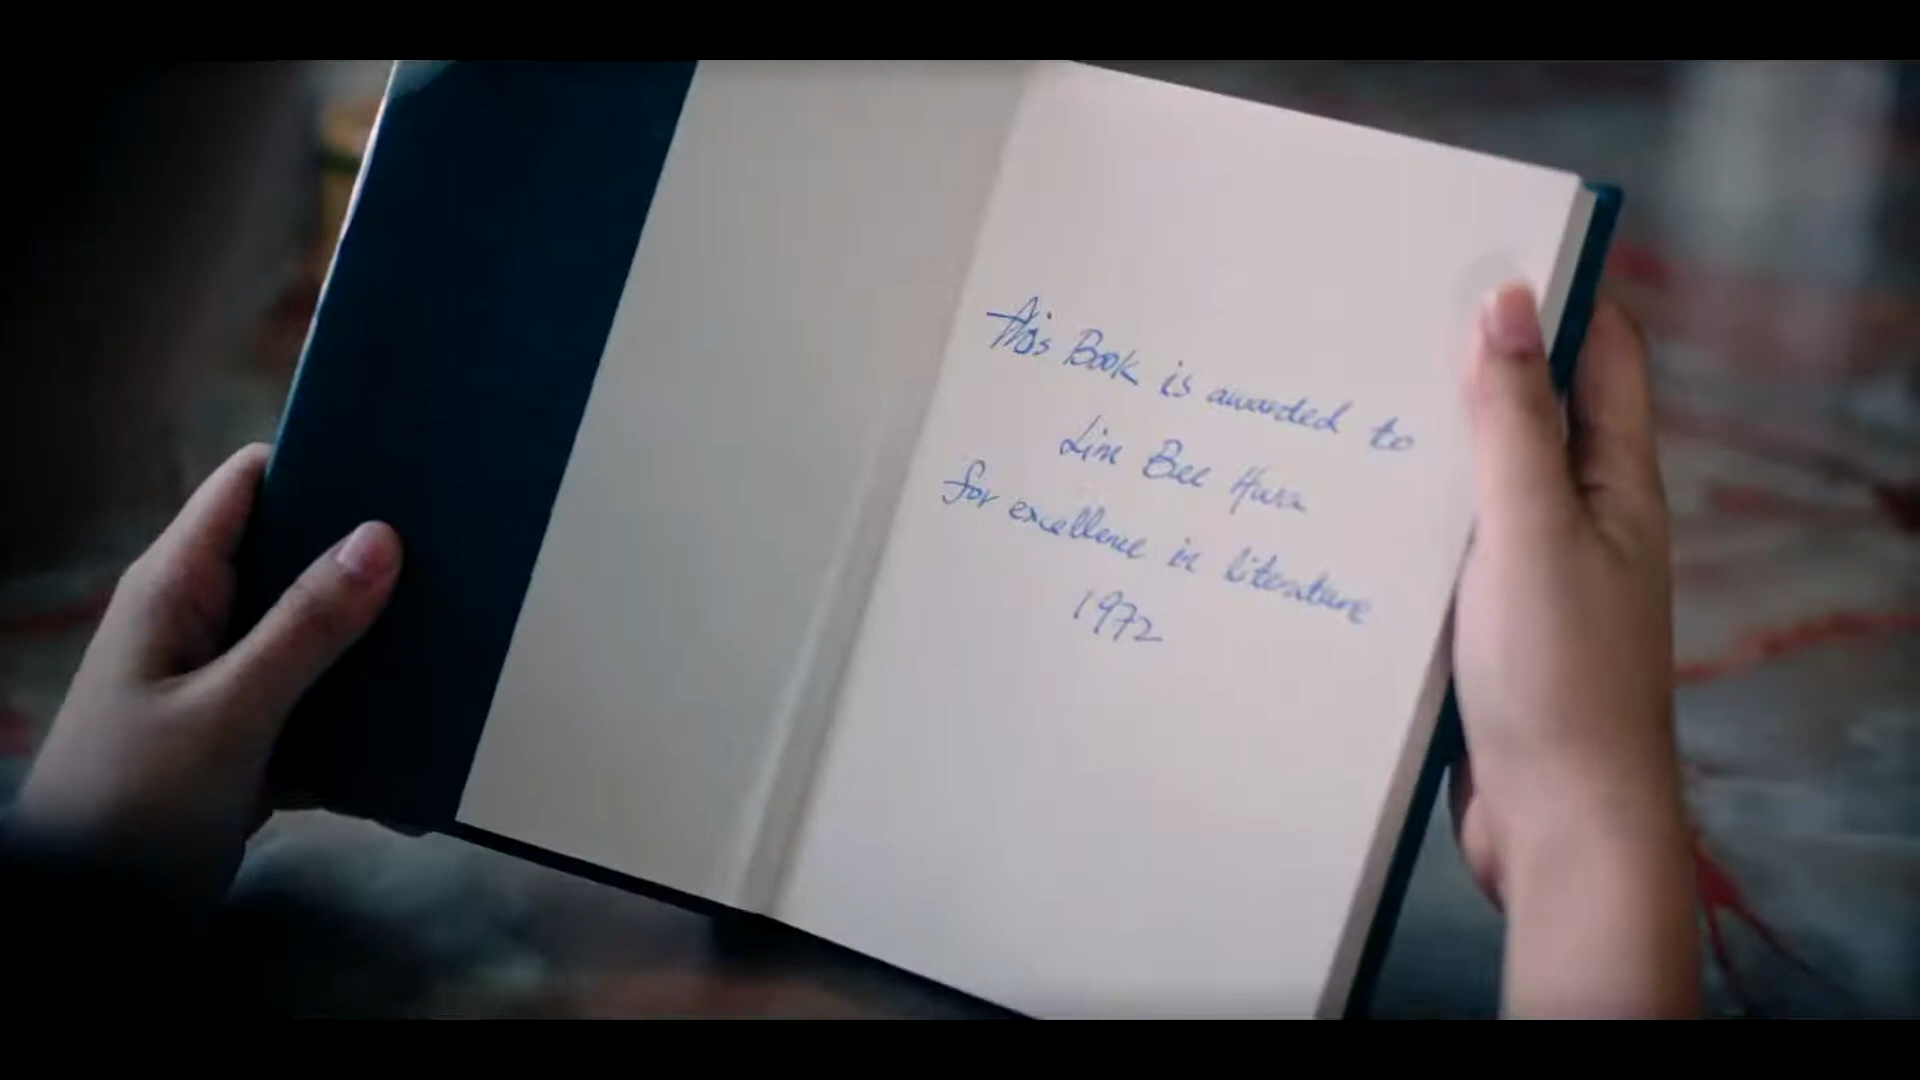 This Book is awarded to
Lim Bee Hua
for excellence in literature
1972